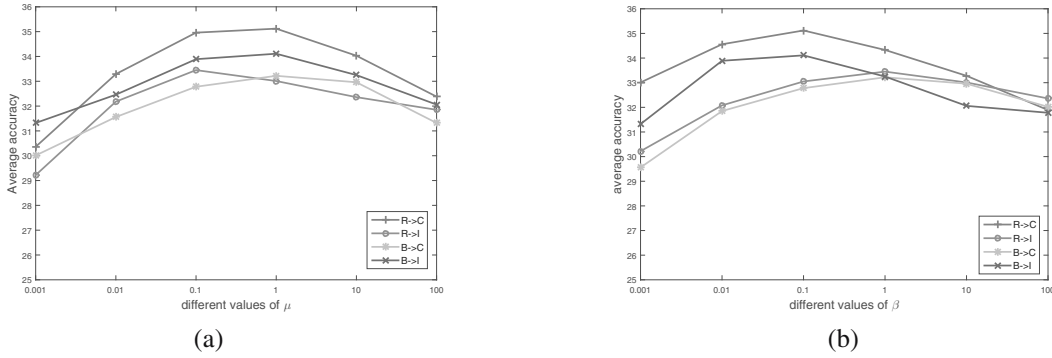 36
35
34
33
32
31
30
29
28
27
26
25
Average accuracy
0.001 0.01 0.1 1 10 100
different values of μ
R->C
R->I
B->C
B->I
(a)
36
35
34
33
32
31
30
29
28
27
26
25
average accuracy
0.001 0.01 0.1 1 10 100
different values of β
R->C
R->I
B->C
B->I
(b)